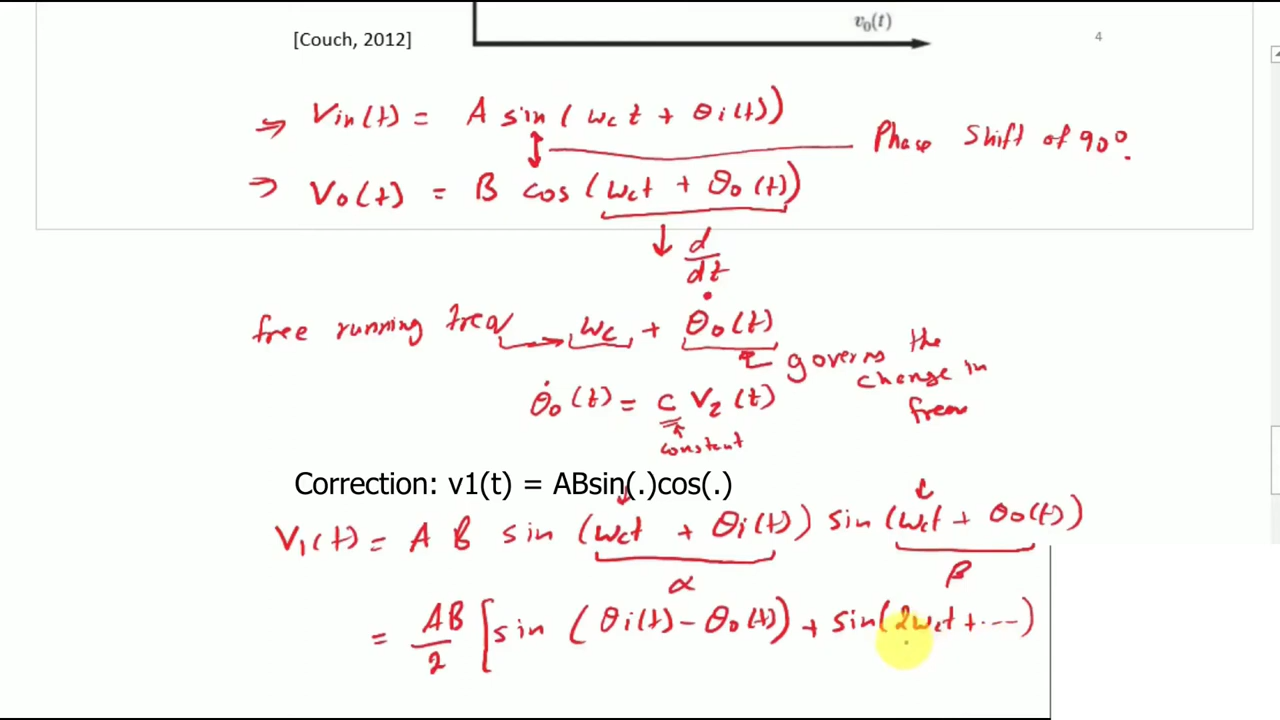 v₀(t)
[Couch, 2012]
4
⇒ Vin(t) = A sin(ωct + θi(t))
Phase Shift of 90°.
⇒ Vo(t) = B cos(ωct + θo(t))
↓ d/dt
free running freq → ωc + θ̇o(t)
governs the
change in
freq
θ̇o(t) = C V2(t)
constant
Correction: v1(t) = ABsin(.)cos(.)
V1(t) = A B sin(ωct + θi(t)) sin(ωct + θo(t))
α β
= AB/2 [sin(θi(t) - θo(t)) + sin(2ωct + ....)